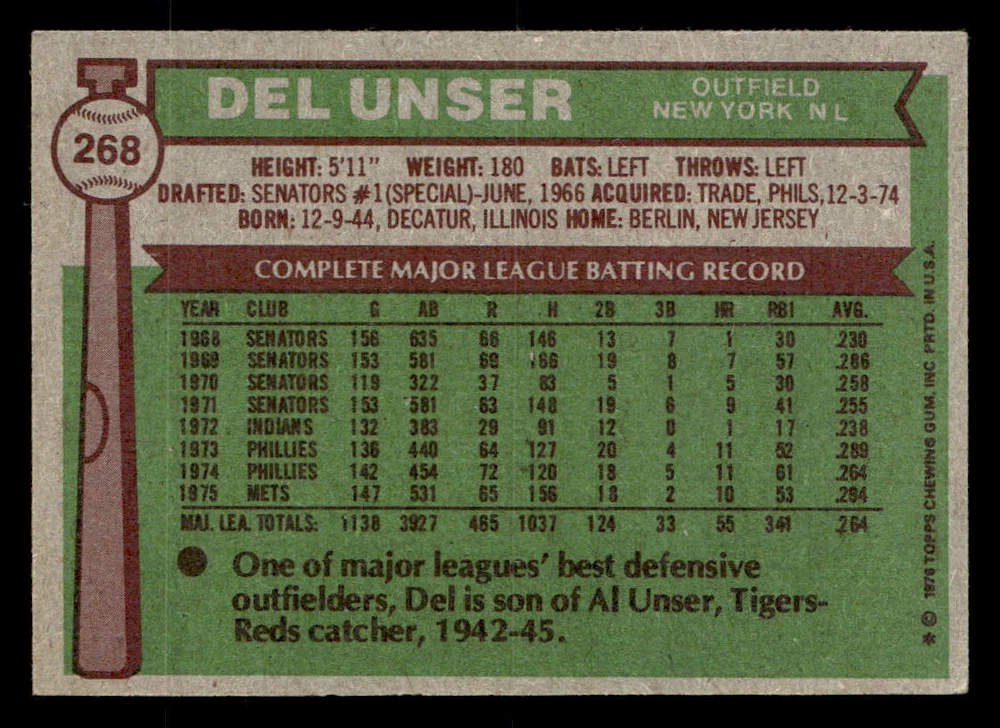 268
DEL UNSER
OUTFIELD
NEW YORK N L
HEIGHT: 5'11" WEIGHT: 180 BATS: LEFT THROWS: LEFT
DRAFTED: SENATORS #1(SPECIAL)-JUNE, 1966 ACQUIRED: TRADE, PHILS, 12-3-74
BORN: 12-9-44, DECATUR, ILLINOIS HOME: BERLIN, NEW JERSEY
COMPLETE MAJOR LEAGUE BATTING RECORD
YEAR CLUB G AB R H 2B 3B HR RBI AVG.
1968 SENATORS 156 635 66 146 13 7 1 30 .230
1969 SENATORS 153 581 69 166 19 8 7 57 .286
1970 SENATORS 119 322 37 83 5 1 5 30 .258
1971 SENATORS 153 581 63 148 19 6 9 41 .255
1972 INDIANS 132 383 29 91 12 0 1 17 .238
1973 PHILLIES 136 440 64 127 20 4 11 52 .289
1974 PHILLIES 142 454 72 120 18 5 11 61 .264
1975 METS 147 531 65 156 18 2 10 53 .294
MAJ. LEA. TOTALS: 1138 3927 465 1037 124 33 55 341 .264
● One of major leagues' best defensive
outfielders, Del is son of Al Unser, Tigers-
Reds catcher, 1942-45.
* © 1976 TOPPS CHEWING GUM, INC PRTD. IN U.S.A.